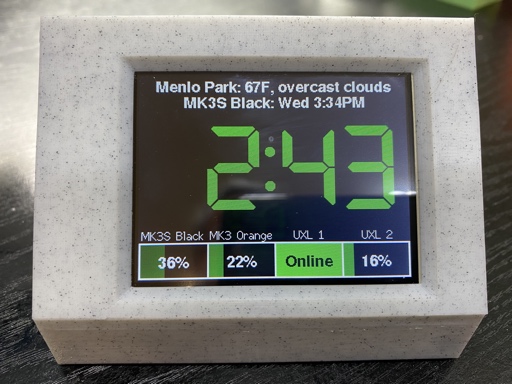 Menlo Park: 67F, overcast clouds
MK3S Black: Wed 3:34PM
2:43
MK3S Black MK3 Orange UXL 1 UXL 2
36% 22% Online 16%